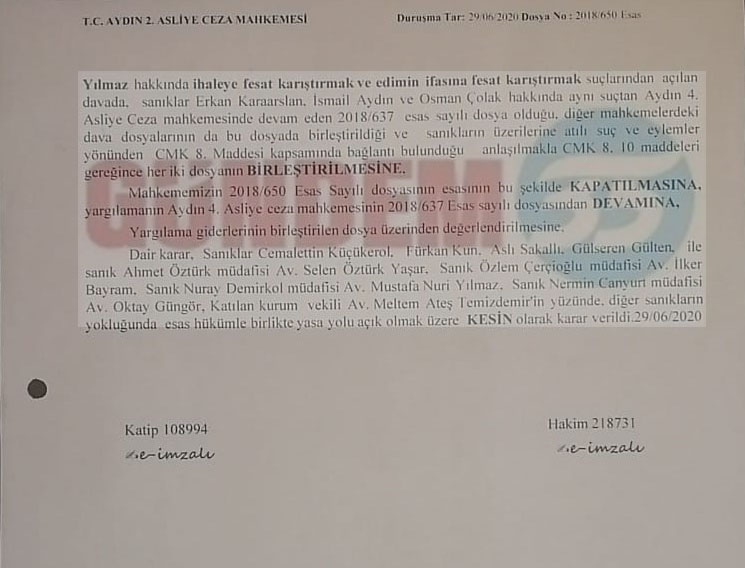 T.C. AYDIN 2. ASLİYE CEZA MAHKEMESİ
Duruşma Tar: 29/06/2020 Dosya No : 2018/650 Esas
Yılmaz hakkında ihaleye fesat karıştırmak ve edimin ifasına fesat karıştırmak suçlarından açılan
davada, sanıklar Erkan Karaarslan, İsmail Aydın ve Osman Çolak hakkında aynı suçtan Aydın 4.
Asliye Ceza mahkemesinde devam eden 2018/637 esas sayılı dosya olduğu, diğer mahkemelerdeki
dava dosyalarının da bu dosyada birleştirildiği ve sanıkların üzerilerine atılı suç ve eylemler
yönünden CMK 8. Maddesi kapsamında bağlantı bulunduğu anlaşılmakla CMK 8, 10 maddeleri
gereğince her iki dosyanın BİRLEŞTİRİLMESİNE,
Mahkememizin 2018/650 Esas Sayılı dosyasının esasının bu şekilde KAPATILMASINA,
yargılamanın Aydın 4. Asliye ceza mahkemesinin 2018/637 Esas sayılı dosyasından DEVAMINA,
Yargılama giderlerinin birleştirilen dosya üzerinden değerlendirilmesine,
Dair karar, Sanıklar Cemalettin Küçükerol, Fürkan Kun, Aslı Sakallı, Gülseren Gülten, ile
sanık Ahmet Öztürk müdafisi Av. Selen Öztürk Yaşar, Sanık Özlem Çerçioğlu müdafisi Av. İlker
Bayram, Sanık Nuray Demirkol müdafisi Av. Mustafa Nuri Yılmaz, Sanık Nermin Canyurt müdafisi
Av. Oktay Güngör, Katılan kurum vekili Av. Meltem Ateş Temizdemir'in yüzünde, diğer sanıkların
yokluğunda esas hükümle birlikte yasa yolu açık olmak üzere KESİN olarak karar verildi.29/06/2020
GÜNDEM
Katip 108994
Hakim 218731
e-imzalı
e-imzalı